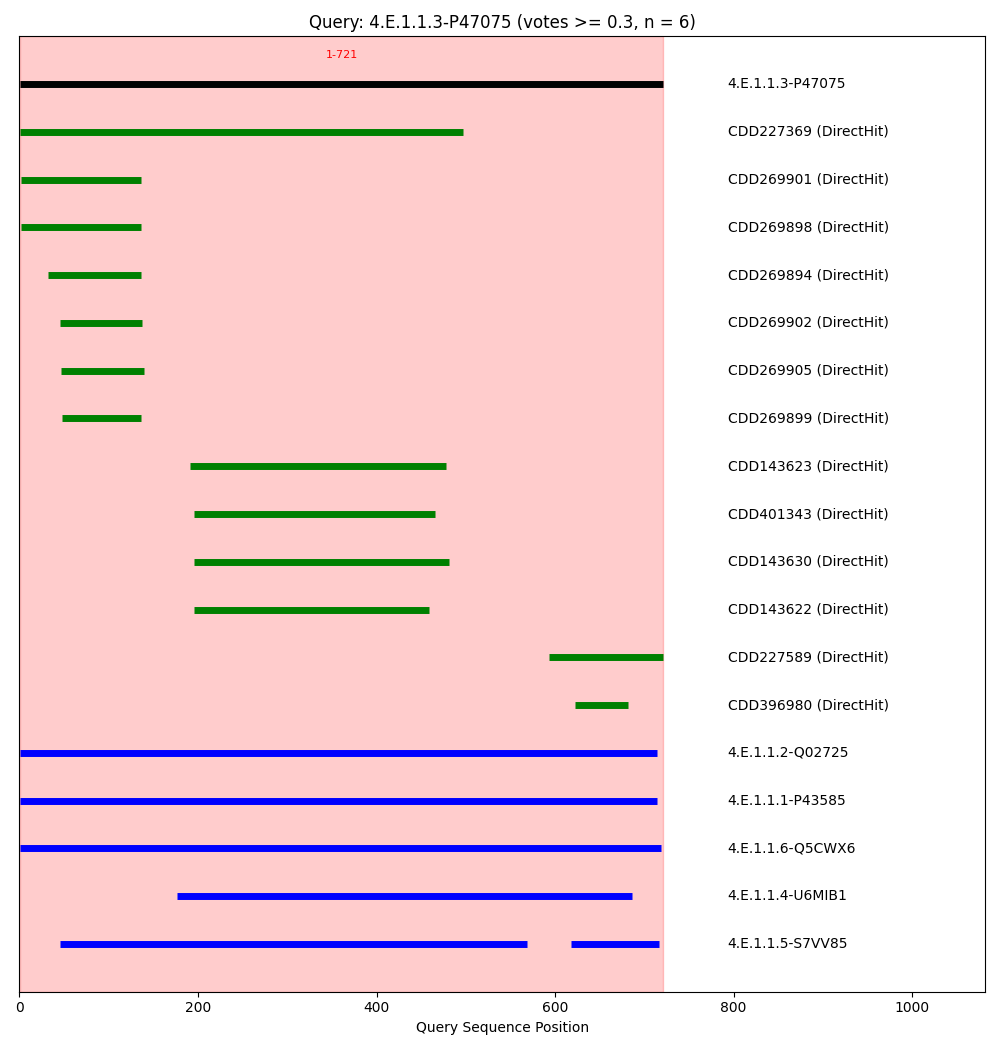 Query: 4.E.1.1.3-P47075 (votes >= 0.3, n = 6)
1-721
4.E.1.1.3-P47075
CDD227369 (DirectHit)
CDD269901 (DirectHit)
CDD269898 (DirectHit)
CDD269894 (DirectHit)
CDD269902 (DirectHit)
CDD269905 (DirectHit)
CDD269899 (DirectHit)
CDD143623 (DirectHit)
CDD401343 (DirectHit)
CDD143630 (DirectHit)
CDD143622 (DirectHit)
CDD227589 (DirectHit)
CDD396980 (DirectHit)
4.E.1.1.2-Q02725
4.E.1.1.1-P43585
4.E.1.1.6-Q5CWX6
4.E.1.1.4-U6MIB1
4.E.1.1.5-S7VV85
0 200 400 600 800 1000
Query Sequence Position